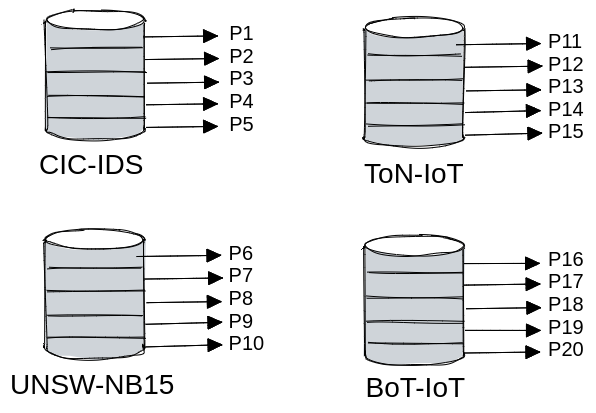 P1
P2
P3
P4
P5
CIC-IDS
P11
P12
P13
P14
P15
ToN-IoT
P6
P7
P8
P9
P10
UNSW-NB15
P16
P17
P18
P19
P20
BoT-IoT